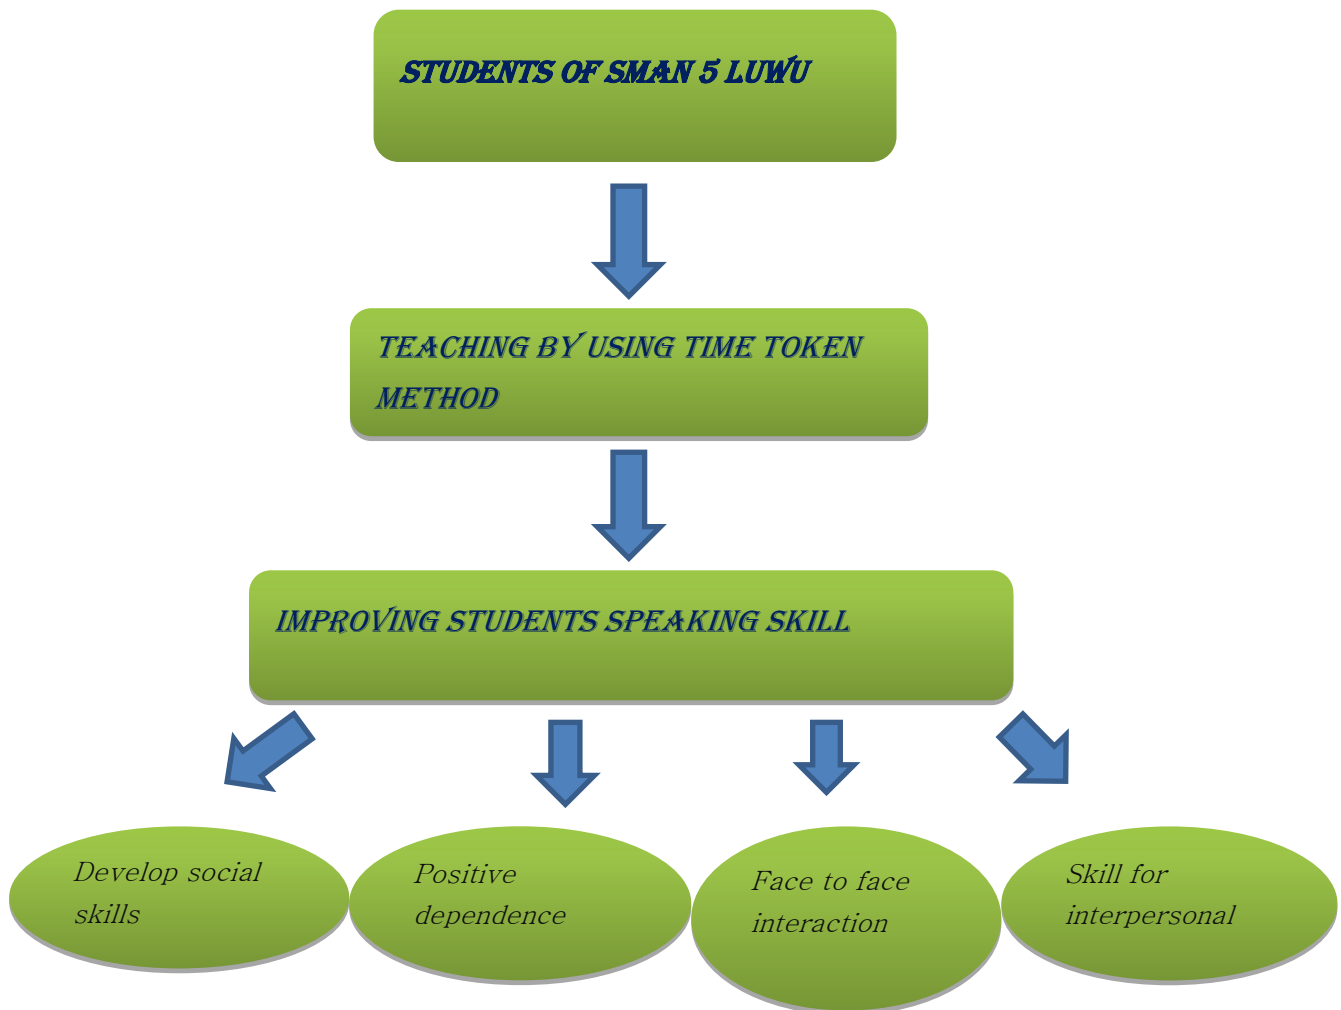 STUDENTS OF SMAN 5 LUWU
TEACHING BY USING TIME TOKEN
METHOD
IMPROVING STUDENTS SPEAKING SKILL
Develop social
skills
Positive
dependence
Face to face
interaction
Skill for
interpersonal